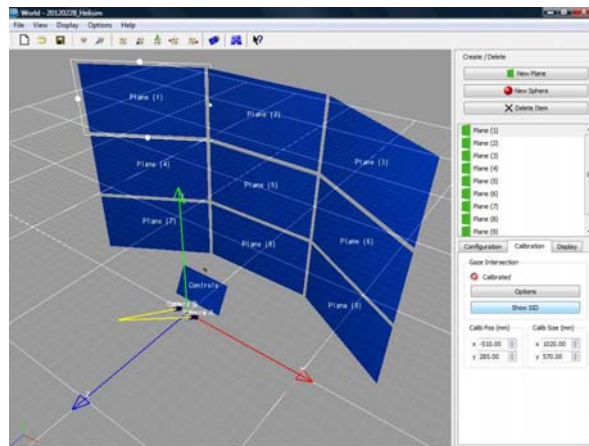 World - 20120228_Helisim
File View Display Options Help
Create / Delete
New Plane
New Sphere
Delete Item
Plane (1)
Plane (2)
Plane (3)
Plane (4)
Plane (5)
Plane (6)
Plane (7)
Plane (8)
Plane (9)
Configuration Calibration Display
Gaze Intersection
Calibrated
Options
Show SID
Calib Pos (mm) Calib Size (mm)
x -510.00 x 1020.00
y 285.00 y 570.00
Plane (1)
Plane (2)
Plane (3)
Plane (4)
Plane (5)
Plane (6)
Plane (7)
Plane (8)
Controls
Camera A